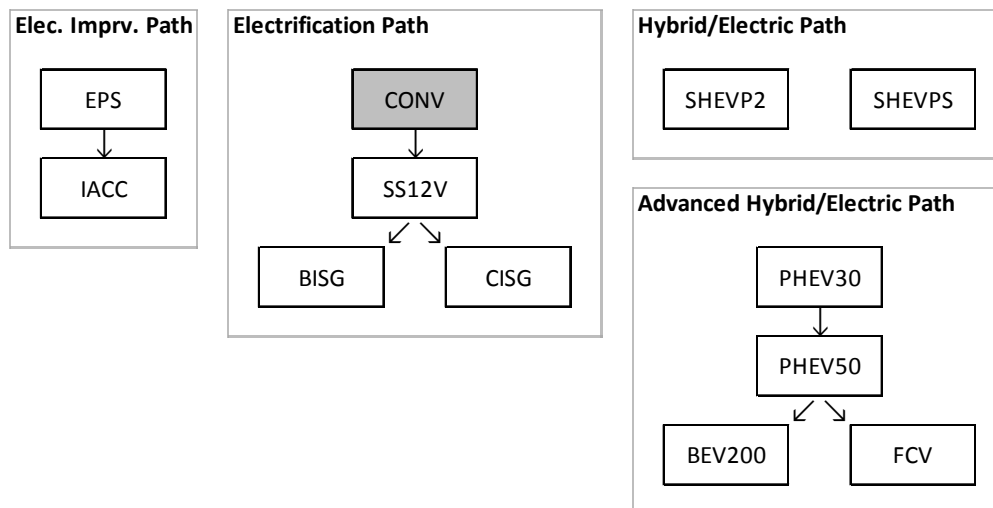 Elec. Imprv. Path
EPS
IACC
Electrification Path
CONV
SS12V
BISG
CISG
Hybrid/Electric Path
SHEVP2
SHEVPS
Advanced Hybrid/Electric Path
PHEV30
PHEV50
BEV200
FCV